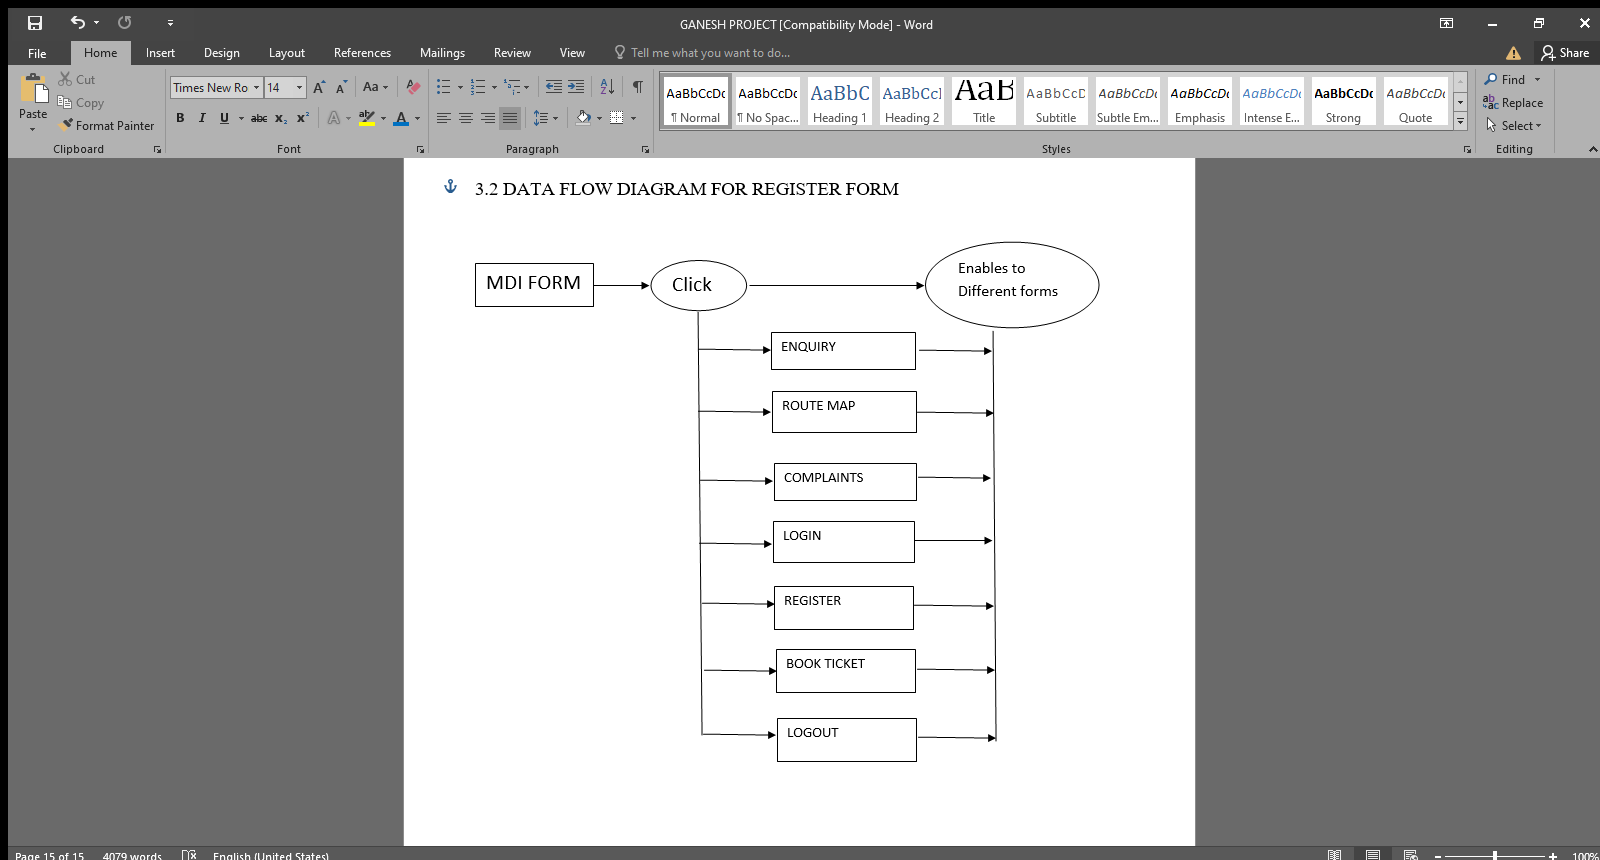 GANESH PROJECT [Compatibility Mode] - Word
File Home Insert Design Layout References Mailings Review View Tell me what you want to do... Share
Cut
Copy
Format Painter
Paste
Clipboard
Times New Ro 14
Font
Paragraph
AaBbCcDc AaBbCcDc AaBbC AaBbCcI AaB AaBbCcD AaBbCcDc AaBbCcDc AaBbCcDc AaBbCcDc AaBbCcDc
¶ Normal ¶ No Spac... Heading 1 Heading 2 Title Subtitle Subtle Em... Emphasis Intense E... Strong Quote
Styles
Find
Replace
Select
Editing
3.2 DATA FLOW DIAGRAM FOR REGISTER FORM
MDI FORM
Click
Enables to
Different forms
ENQUIRY
ROUTE MAP
COMPLAINTS
LOGIN
REGISTER
BOOK TICKET
LOGOUT
Page 15 of 15 4079 words English (United States) 100%